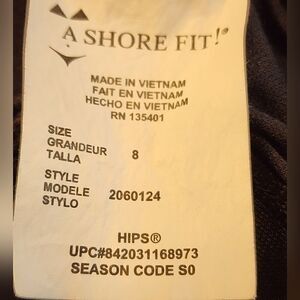 A SHORE FIT!®
MADE IN VIETNAM
FAIT EN VIETNAM
HECHO EN VIETNAM
RN 135401
SIZE
GRANDEUR
TALLA 8
STYLE
MODELE 2060124
STYLO
HIPS®
UPC#842031168973
SEASON CODE S0